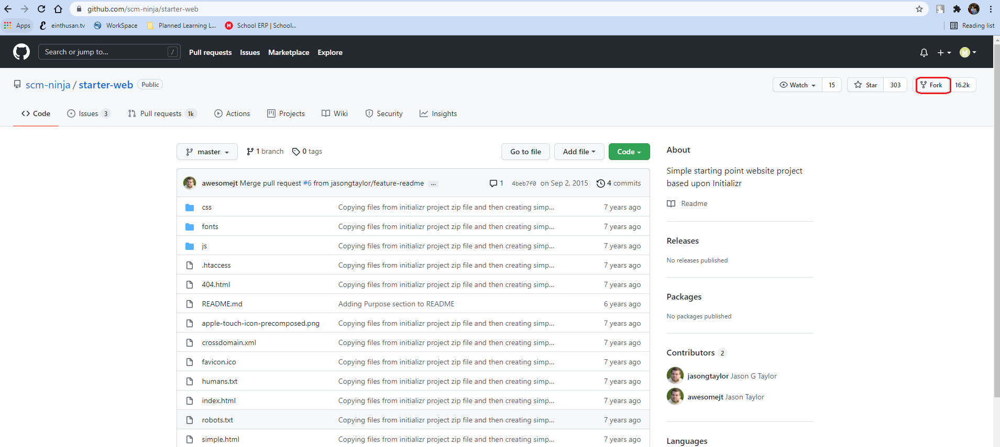 github.com/scm-ninja/starter-web
Apps einthusan.tv WorkSpace Planned Learning L... School ERP | School... Reading list
Search or jump to... / Pull requests Issues Marketplace Explore
scm-ninja / starter-web Public Watch 15 Star 303 Fork 16.2k
Code Issues 3 Pull requests 1k Actions Projects Wiki Security Insights
master 1 branch 0 tags Go to file Add file Code
awesomejt Merge pull request #6 from jasongtaylor/feature-readme ... 1 4beb7f0 on Sep 2, 2015 4 commits
css Copying files from initializr project zip file and then creating simp... 7 years ago
fonts Copying files from initializr project zip file and then creating simp... 7 years ago
js Copying files from initializr project zip file and then creating simp... 7 years ago
.htaccess Copying files from initializr project zip file and then creating simp... 7 years ago
404.html Copying files from initializr project zip file and then creating simp... 7 years ago
README.md Adding Purpose section to README 6 years ago
apple-touch-icon-precomposed.png Copying files from initializr project zip file and then creating simp... 7 years ago
crossdomain.xml Copying files from initializr project zip file and then creating simp... 7 years ago
favicon.ico Copying files from initializr project zip file and then creating simp... 7 years ago
humans.txt Copying files from initializr project zip file and then creating simp... 7 years ago
index.html Copying files from initializr project zip file and then creating simp... 7 years ago
robots.txt Copying files from initializr project zip file and then creating simp... 7 years ago
simple.html Copying files from initializr project zip file and then creating simp... 7 years ago
About
Simple starting point website project
based upon Initializr
Readme
Releases
No releases published
Packages
No packages published
Contributors 2
jasongtaylor Jason G Taylor
awesomejt Jason Taylor
Languages